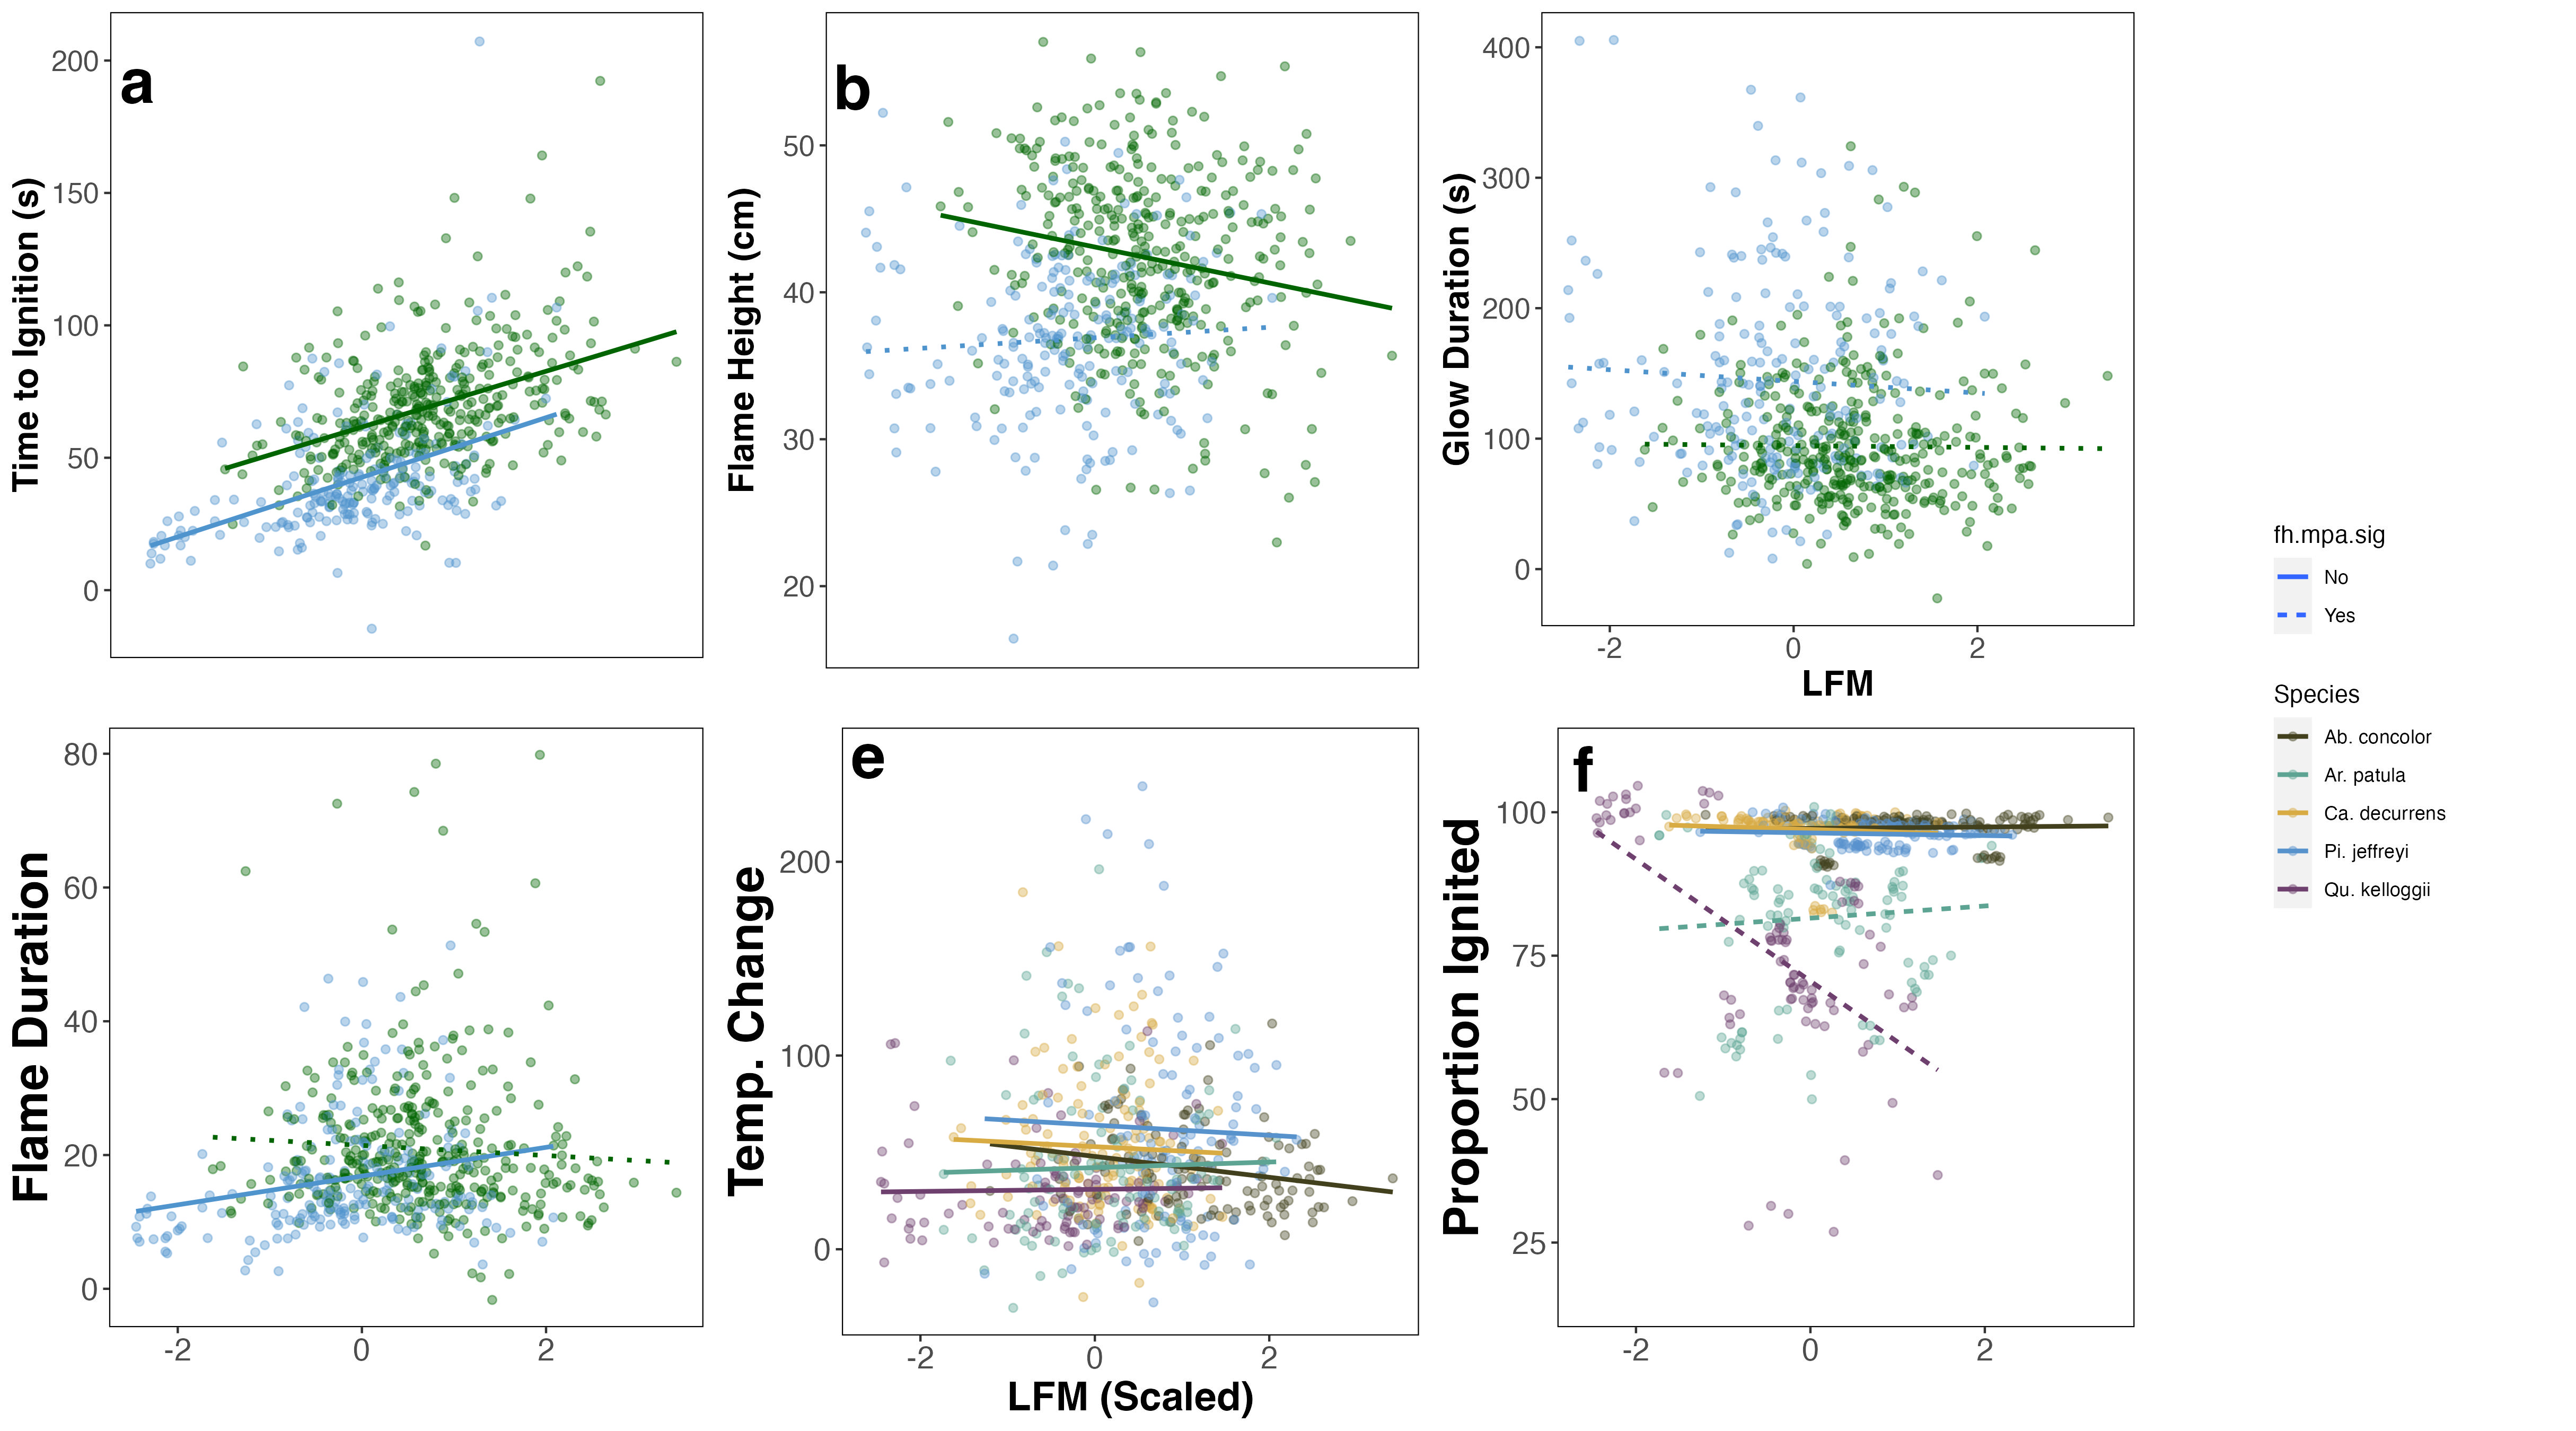 a
Time to Ignition (s)
200
150
100
50
0
b
Flame Height (cm)
50
40
30
20
Glow Duration (s)
400
300
200
100
0
-2 0 2
LFM
Flame Duration
80
60
40
20
0
-2 0 2
e
Temp. Change
200
100
0
-2 0 2
LFM (Scaled)
f
Proportion Ignited
100
75
50
25
-2 0 2
fh.mpa.sig
No
Yes
Species
Ab. concolor
Ar. patula
Ca. decurrens
Pi. jeffreyi
Qu. kelloggii